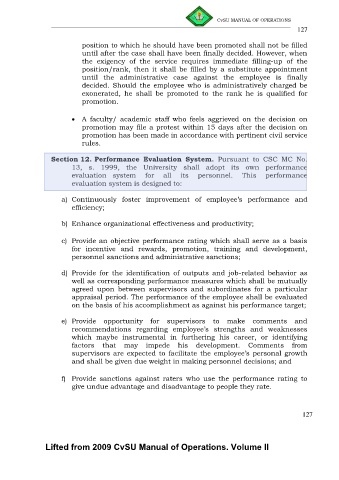 CvSU MANUAL OF OPERATIONS
127
position to which he should have been promoted shall not be filled
until after the case shall have been finally decided. However, when
the exigency of the service requires immediate filling-up of the
position/rank, then it shall be filled by a substitute appointment
until the administrative case against the employee is finally
decided. Should the employee who is administratively charged be
exonerated, he shall be promoted to the rank he is qualified for
promotion.
• A faculty/ academic staff who feels aggrieved on the decision on
promotion may file a protest within 15 days after the decision on
promotion has been made in accordance with pertinent civil service
rules.
Section 12. Performance Evaluation System. Pursuant to CSC MC No.
13, s. 1999, the University shall adopt its own performance
evaluation system for all its personnel. This performance
evaluation system is designed to:
a) Continuously foster improvement of employee's performance and
efficiency;
b) Enhance organizational effectiveness and productivity;
c) Provide an objective performance rating which shall serve as a basis
for incentive and rewards, promotion, training and development,
personnel sanctions and administrative sanctions;
d) Provide for the identification of outputs and job-related behavior as
well as corresponding performance measures which shall be mutually
agreed upon between supervisors and subordinates for a particular
appraisal period. The performance of the employee shall be evaluated
on the basis of his accomplishment as against his performance target;
e) Provide opportunity for supervisors to make comments and
recommendations regarding employee's strengths and weaknesses
which maybe instrumental in furthering his career, or identifying
factors that may impede his development. Comments from
supervisors are expected to facilitate the employee's personal growth
and shall be given due weight in making personnel decisions; and
f) Provide sanctions against raters who use the performance rating to
give undue advantage and disadvantage to people they rate.
127
Lifted from 2009 CvSU Manual of Operations. Volume II